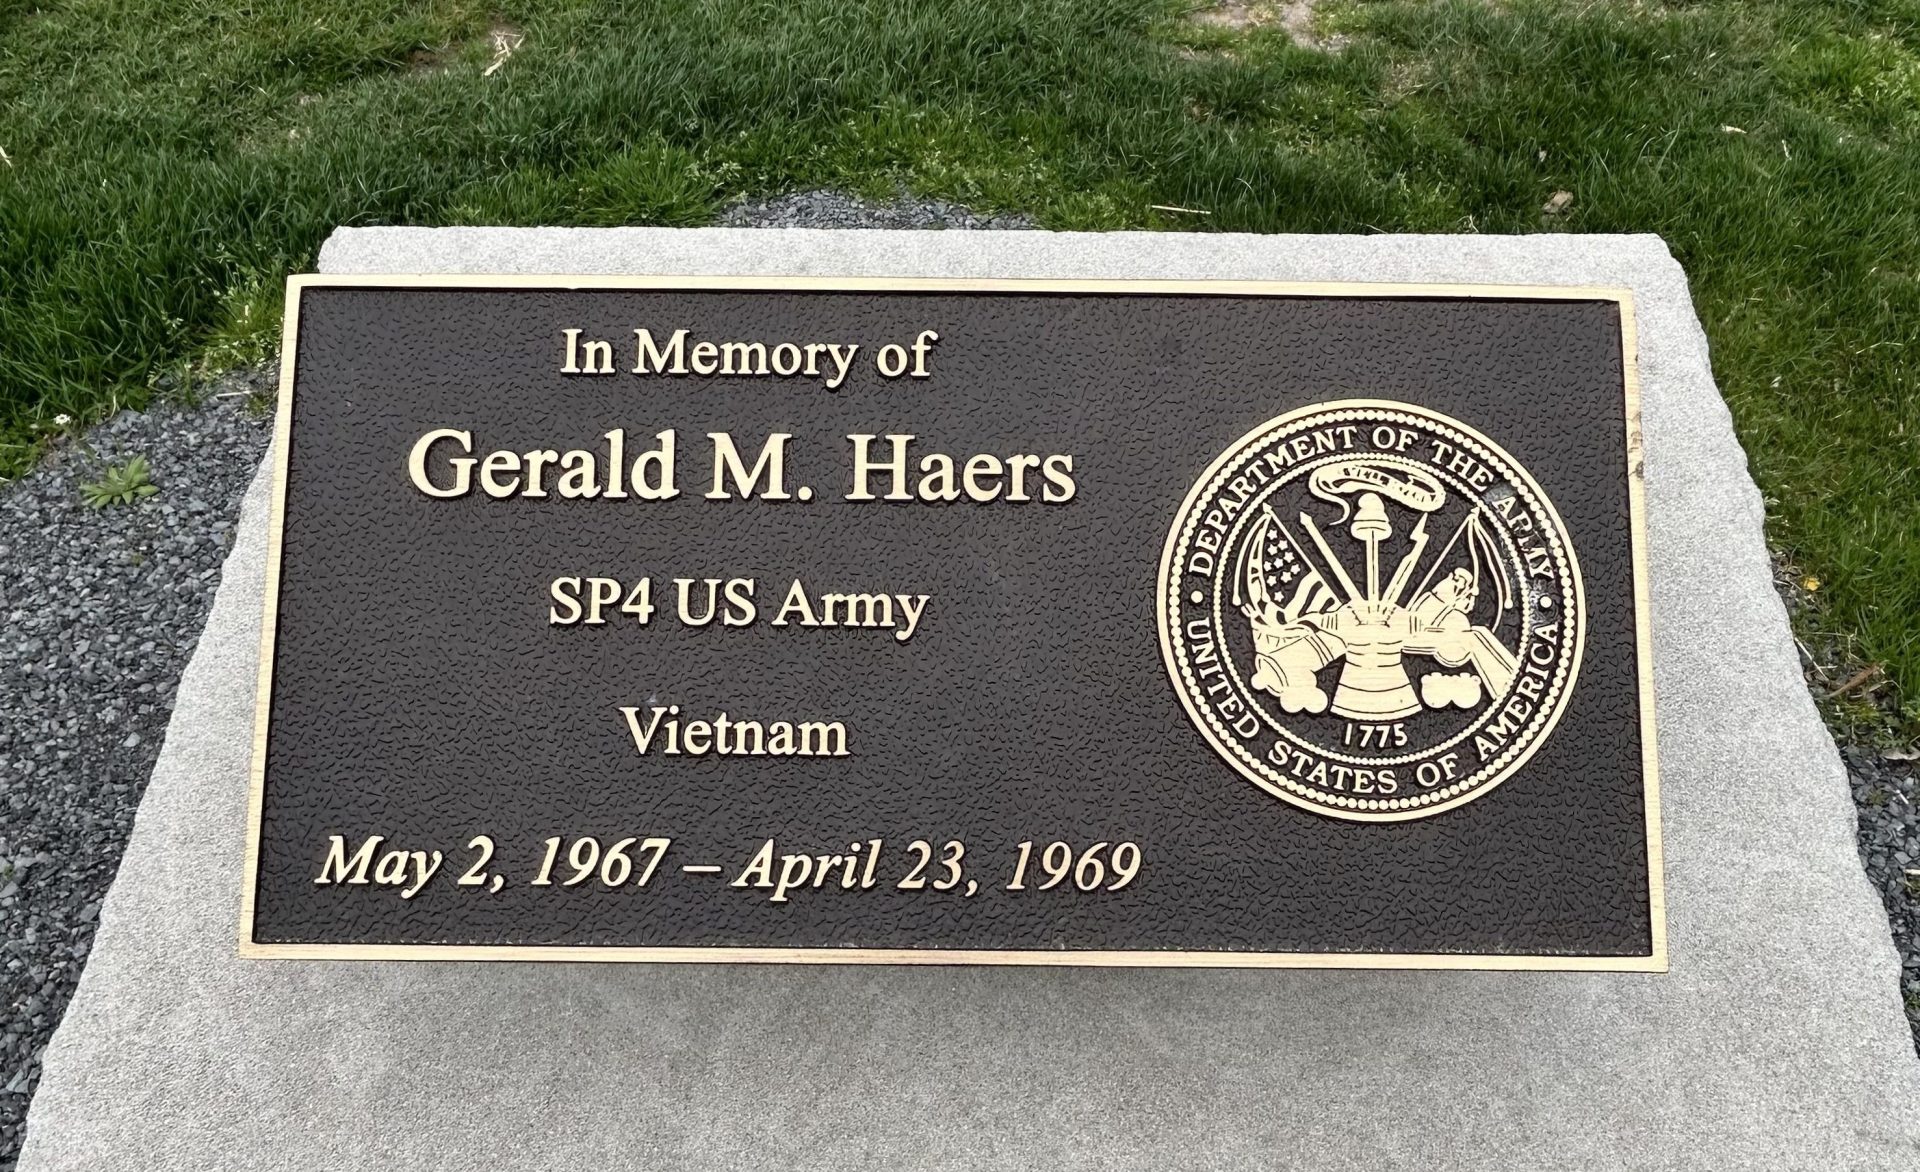 In Memory of
Gerald M. Haers
SP4 US Army
Vietnam
May 2, 1967 – April 23, 1969
DEPARTMENT OF THE ARMY
UNITED STATES OF AMERICA
1775